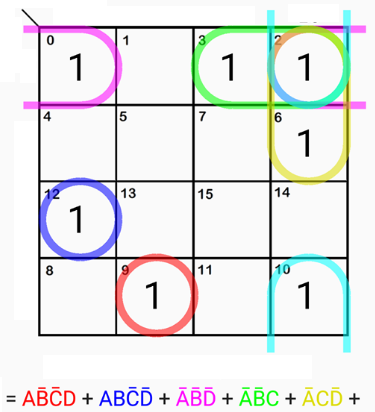 0 1 3 2
1 1 1
4 5 7 6
1
12 13 15 14
1
8 9 11 10
1 1
= AB̄C̄D + ABC̄D̄ + ĀB̄D̄ + ĀB̄C + ĀCD̄ +